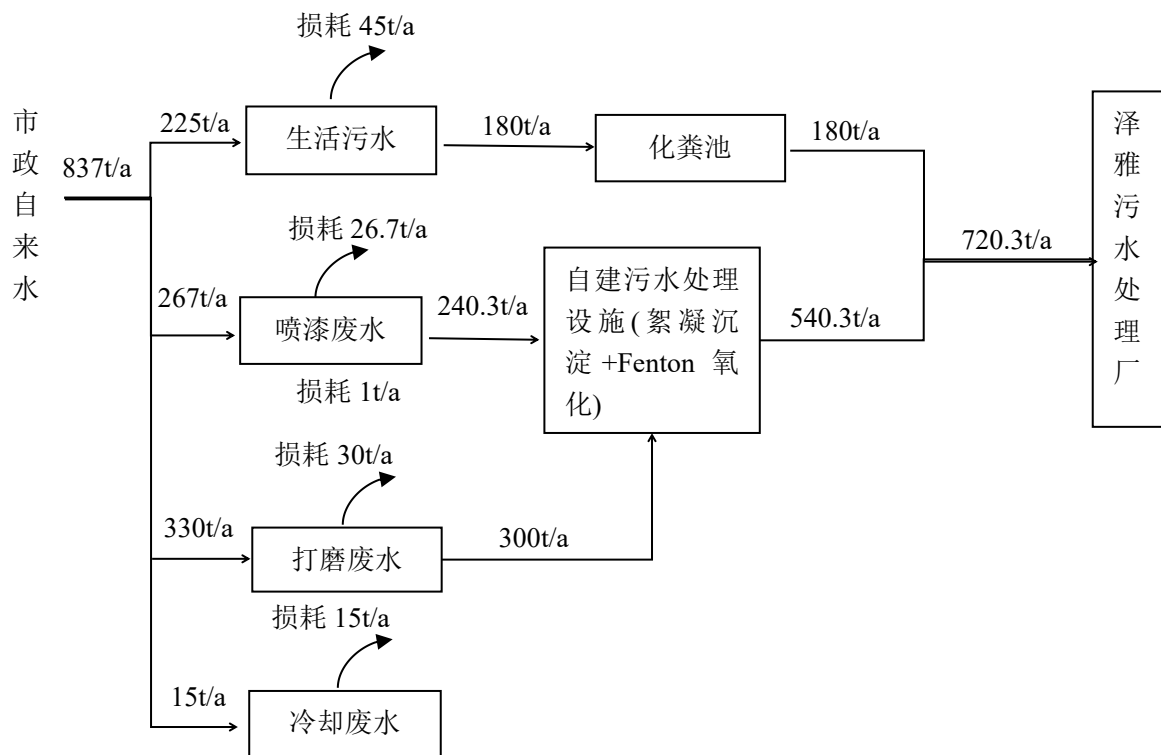 市政自来水
837t/a
损耗 45t/a
225t/a
生活污水
180t/a
化粪池
180t/a
损耗 26.7t/a
267t/a
喷漆废水
240.3t/a
自建污水处理
设施(絮凝沉
淀+Fenton 氧
化)
540.3t/a
720.3t/a
泽雅污水处理厂
损耗 1t/a
损耗 30t/a
330t/a
打磨废水
300t/a
损耗 15t/a
15t/a
冷却废水